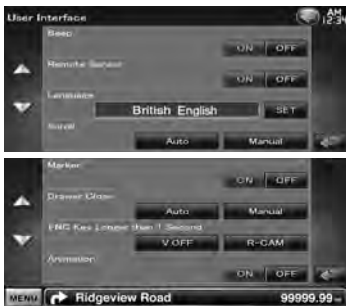 User Interface
AM
12:34
Beep
ON OFF
Remote Sensor
ON OFF
Language
British English SET
Scroll
Auto Manual
Marker
ON OFF
Drawer Close
Auto Manual
FNC Key Longer than 1 Second
V.OFF R-CAM
Animation
ON OFF
MENU Ridgeview Road 99999.99